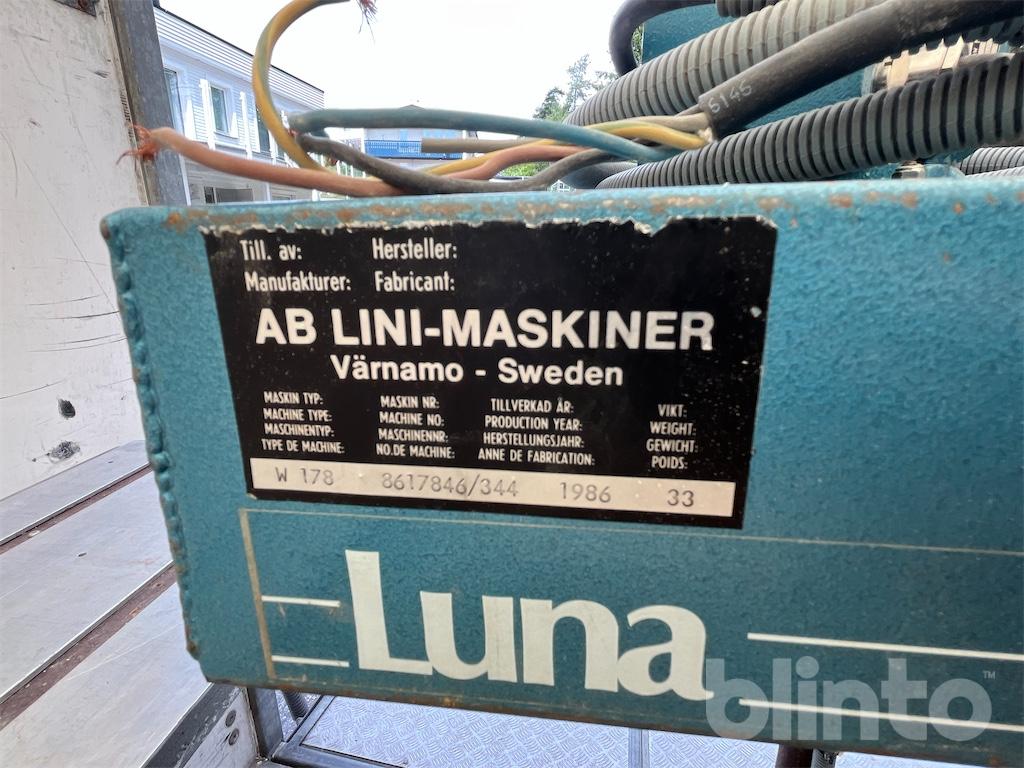 6145
Till. av: Hersteller:
Manufakturer: Fabricant:
AB LINI-MASKINER
Värnamo - Sweden
MASKIN TYP: MASKIN NR: TILLVERKAD ÅR: VIKT:
MACHINE TYPE: MACHINE NO: PRODUCTION YEAR: WEIGHT:
MASCHINENTYP: MASCHINENNR: HERSTELLUNGSJAHR: GEWICHT:
TYPE DE MACHINE: NO.DE MACHINE: ANNE DE FABRICATION: POIDS:
W 178 8617846/344 1986 33
Luna
blinto™